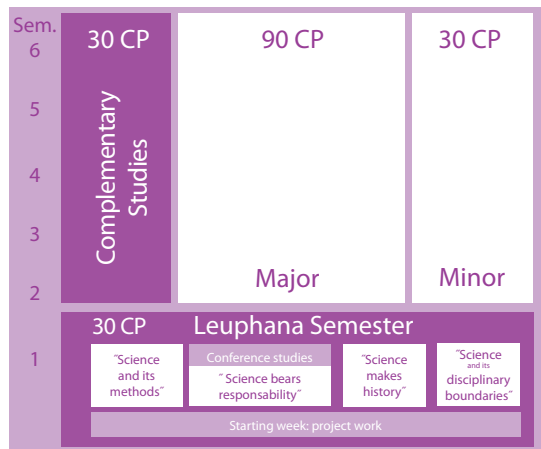 Sem.
6
5
4
3
2
1
30 CP
Complementary
Studies
90 CP
Major
30 CP
Minor
30 CP
Leuphana Semester
˝Science
and its
methods˝
Conference studies
˝Science bears
responsability˝
˝Science
makes
history˝
˝Science
and its
disciplinary
boundaries˝
Starting week: project work